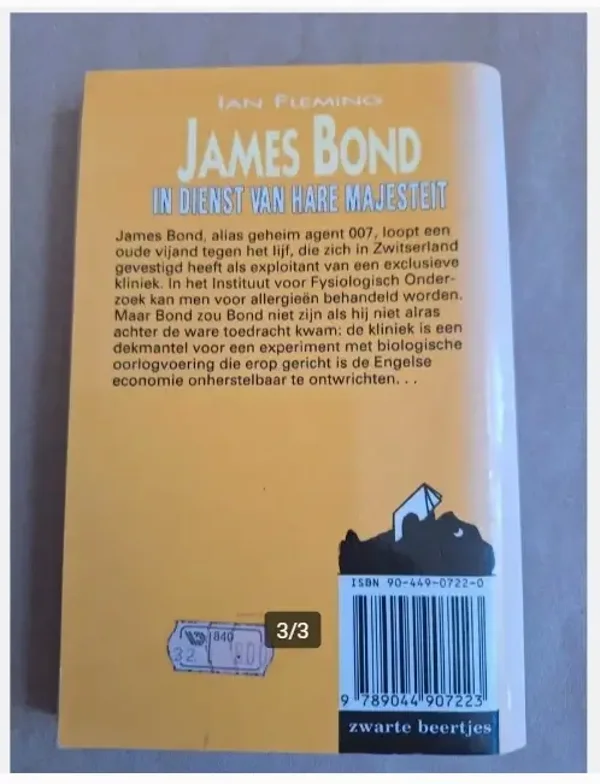 IAN FLEMING
JAMES BOND
IN DIENST VAN HARE MAJESTEIT
James Bond, alias geheim agent 007, loopt een
oude vijand tegen het lijf, die zich in Zwitserland
gevestigd heeft als exploitant van een exclusieve
kliniek. In het Instituut voor Fysiologisch Onder-
zoek kan men voor allergieën behandeld worden.
Maar Bond zou Bond niet zijn als hij niet alras
achter de ware toedracht kwam: de kliniek is een
dekmantel voor een experiment met biologische
oorlogvoering die erop gericht is de Engelse
economie onherstelbaar te ontwrichten...
ISBN 90-449-0722-0
840
3/3
32
9 789044 907223
zwarte beertjes